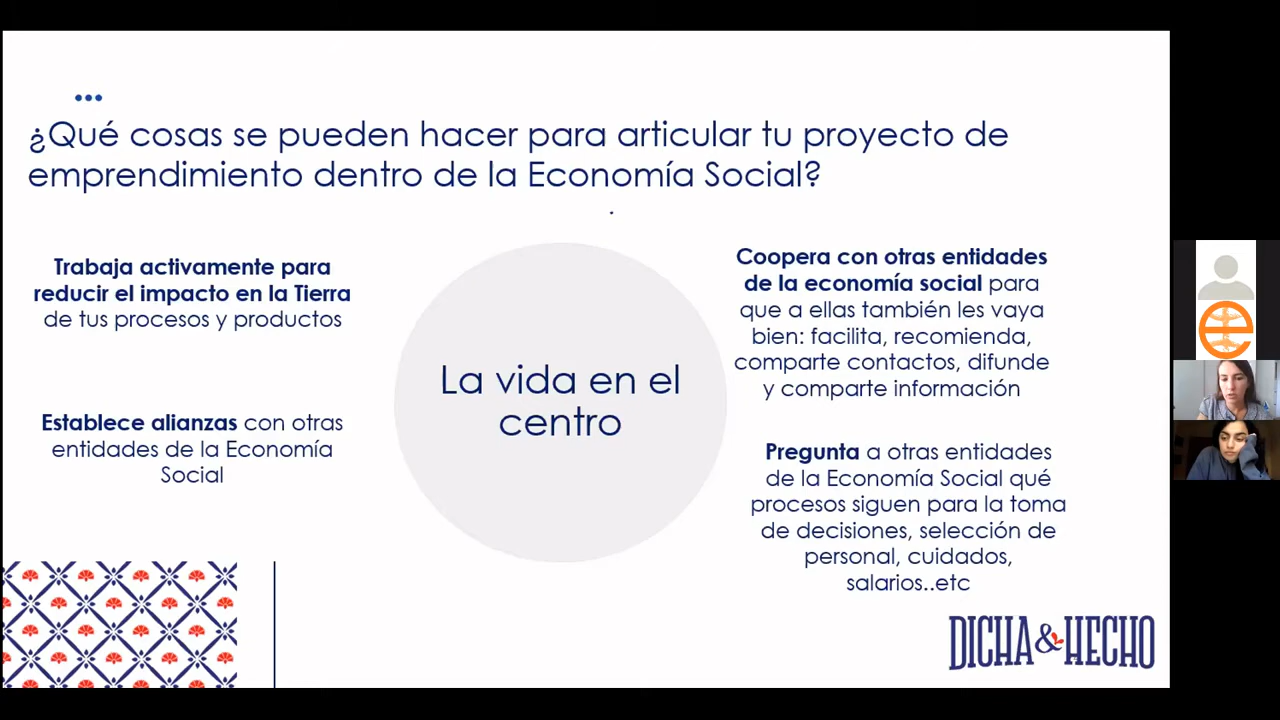 ¿Qué cosas se pueden hacer para articular tu proyecto de
emprendimiento dentro de la Economía Social?
Trabaja activamente para
reducir el impacto en la Tierra
de tus procesos y productos
Establece alianzas con otras
entidades de la Economía
Social
La vida en el
centro
Coopera con otras entidades
de la economía social para
que a ellas también les vaya
bien: facilita, recomienda,
comparte contactos, difunde
y comparte información
Pregunta a otras entidades
de la Economía Social qué
procesos siguen para la toma
de decisiones, selección de
personal, cuidados,
salarios..etc
DICHA & HECHO